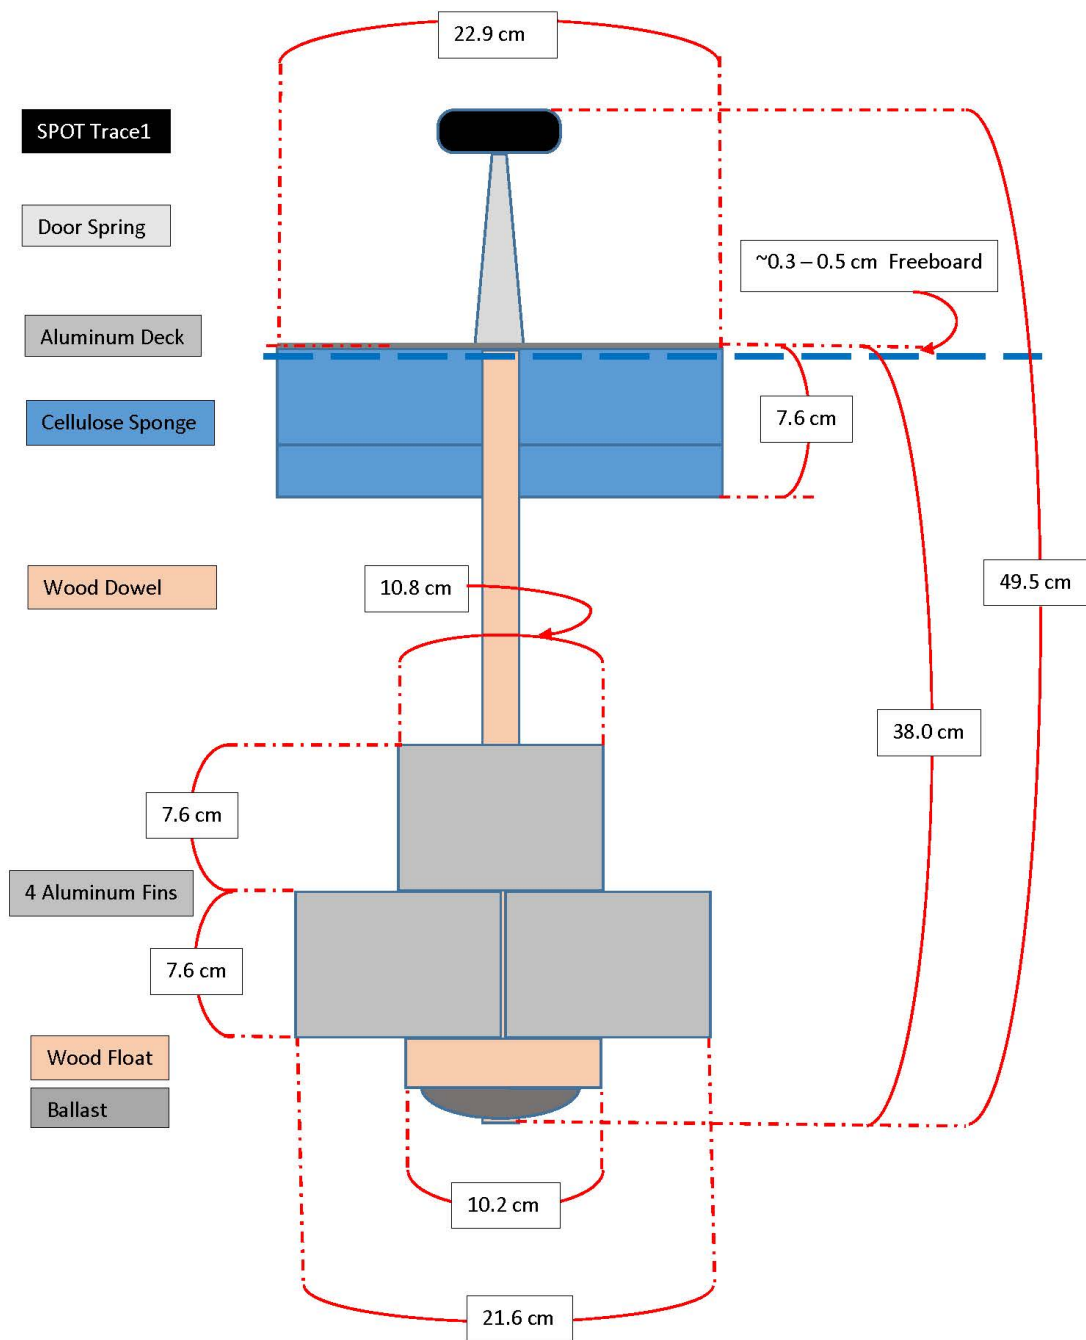 22.9 cm
SPOT Trace1
Door Spring
~0.3 – 0.5 cm  Freeboard
Aluminum Deck
7.6 cm
Cellulose Sponge
Wood Dowel
10.8 cm
49.5 cm
38.0 cm
7.6 cm
4 Aluminum Fins
7.6 cm
Wood Float
Ballast
10.2 cm
21.6 cm